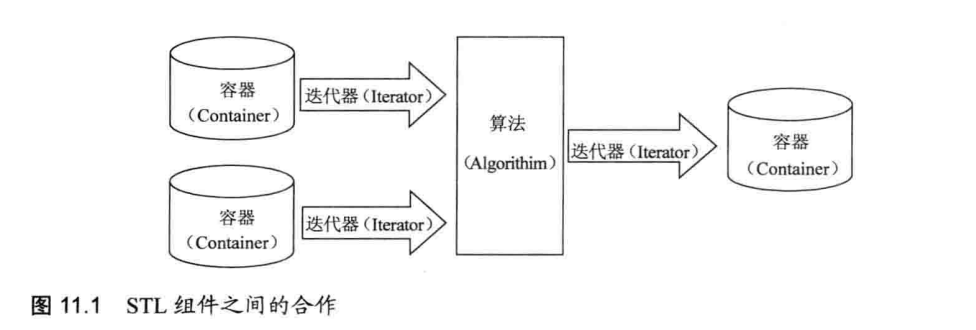 容器
（Container）
迭代器（Iterator）
算法
（Algorithim）
迭代器（Iterator）
容器
（Container）
容器
（Container）
迭代器（Iterator）
图 11.1 STL 组件之间的合作